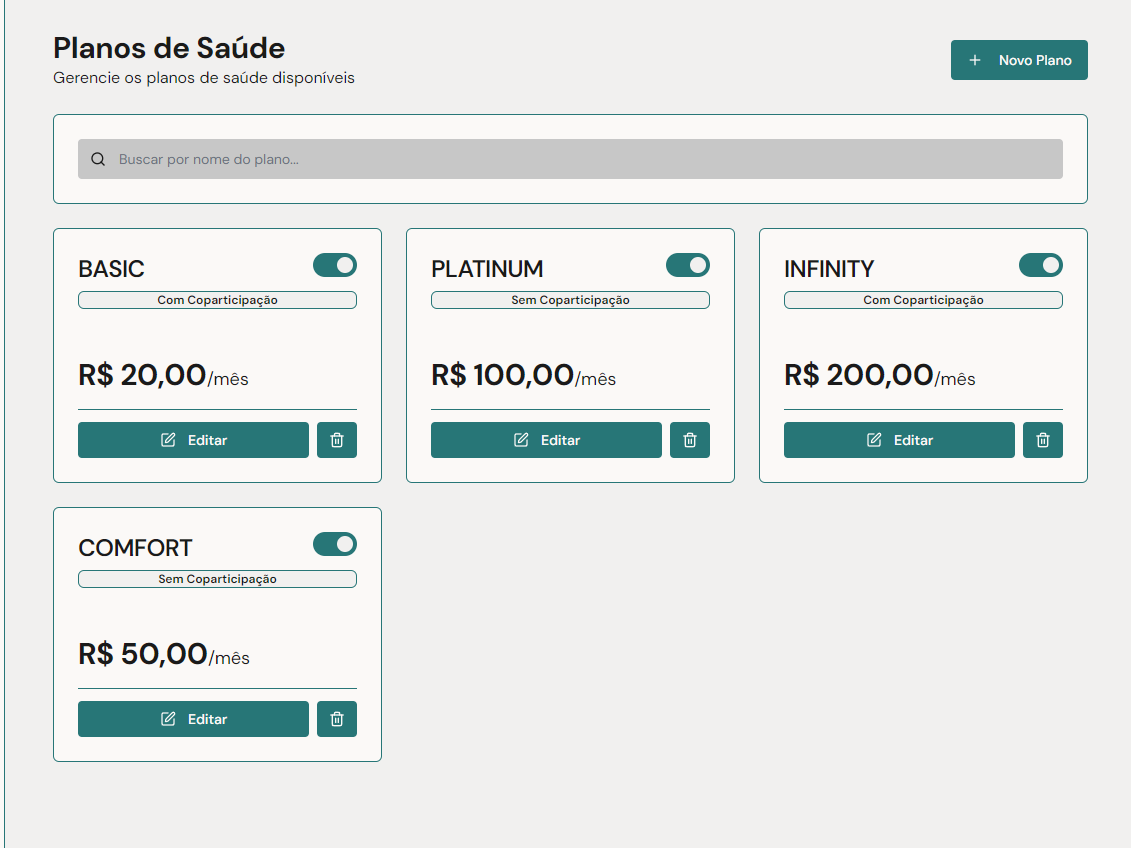 Planos de Saúde
Gerencie os planos de saúde disponíveis
Novo Plano
Buscar por nome do plano...
BASIC
Com Coparticipação
R$ 20,00/mês
Editar
PLATINUM
Sem Coparticipação
R$ 100,00/mês
Editar
INFINITY
Com Coparticipação
R$ 200,00/mês
Editar
COMFORT
Sem Coparticipação
R$ 50,00/mês
Editar